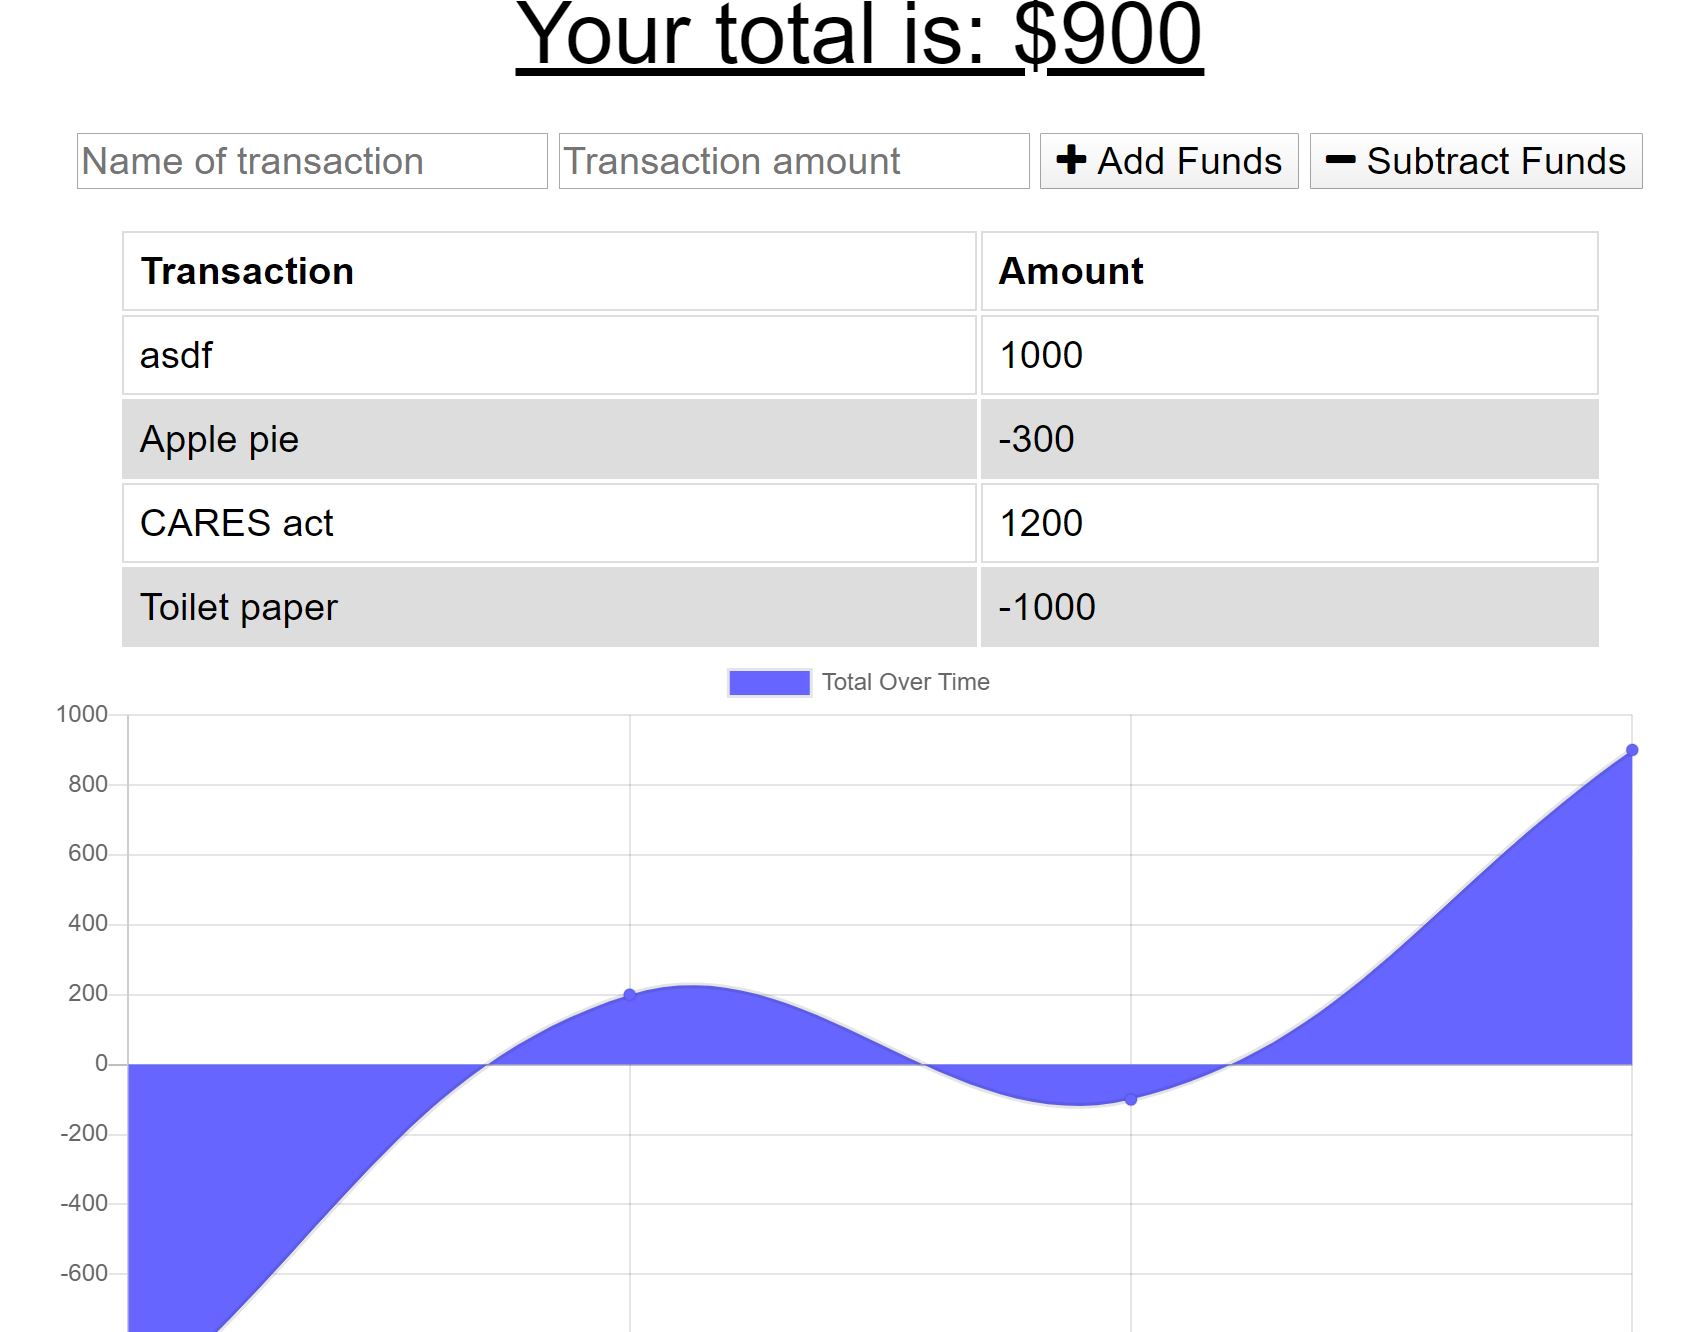 Your total is: $900
Name of transaction Transaction amount Add Funds Subtract Funds
Transaction Amount
asdf 1000
Apple pie -300
CARES act 1200
Toilet paper -1000
Total Over Time
1000
800
600
400
200
0
-200
-400
-600